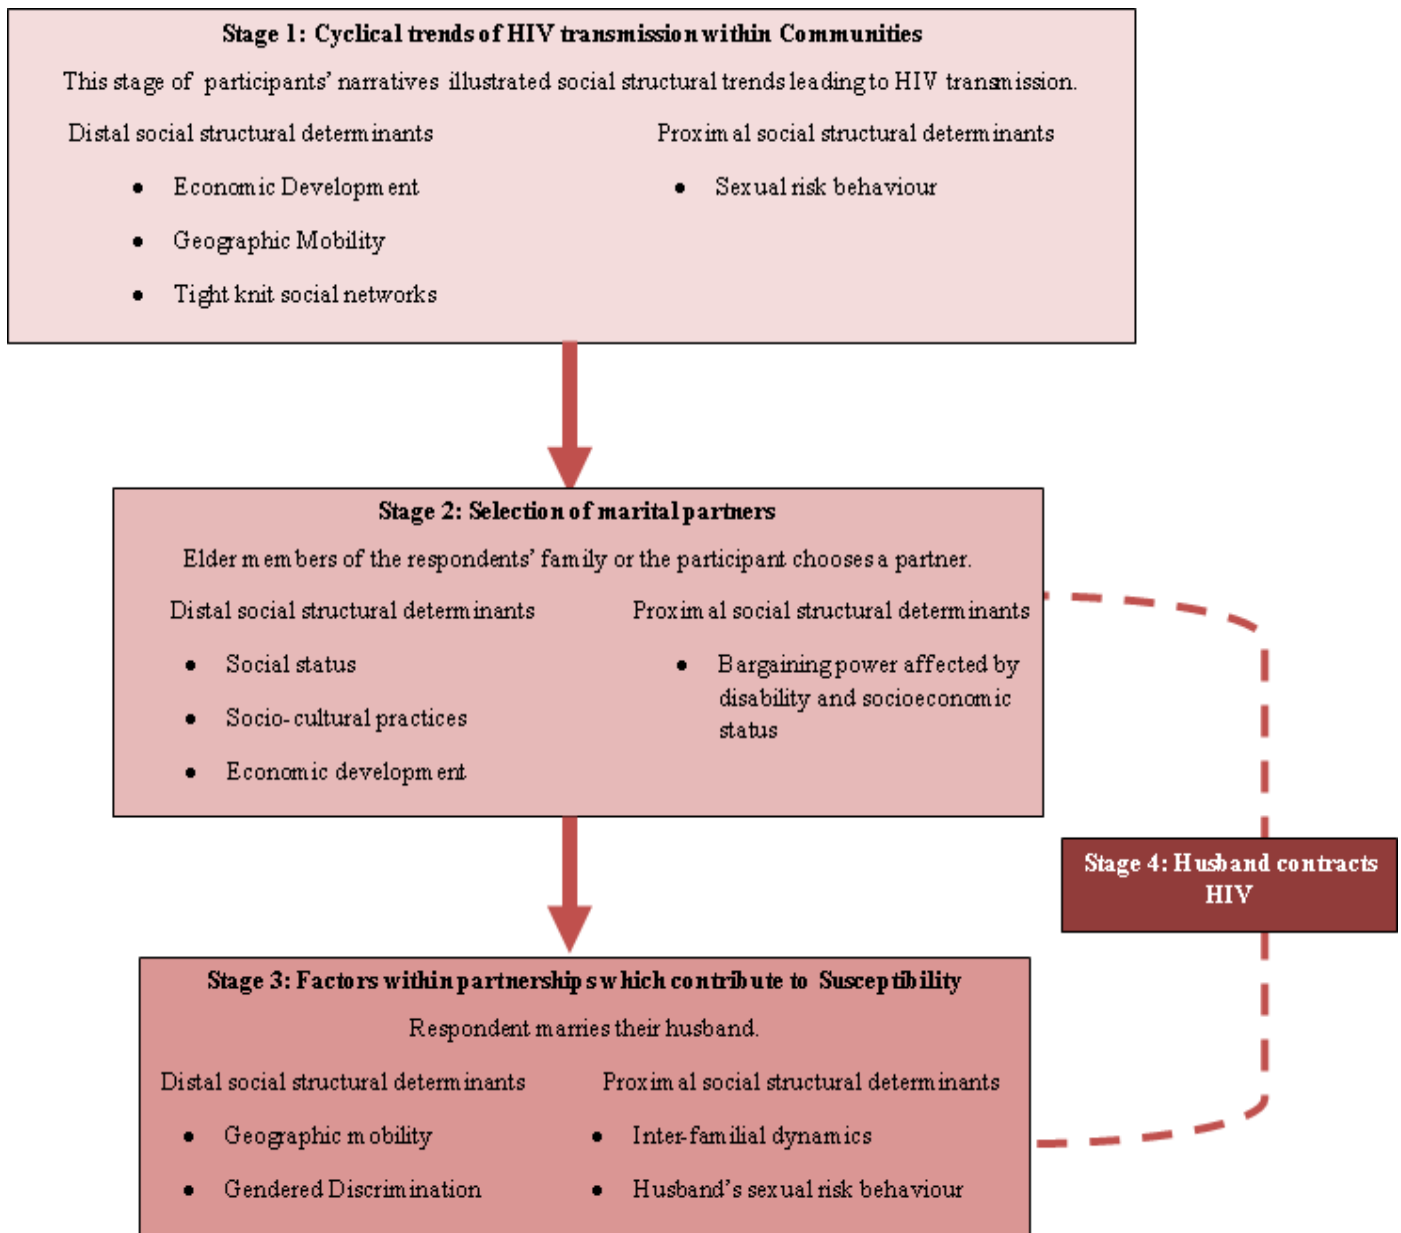 Stage 1: Cyclical trends of HIV transmission within Communities
This stage of participants' narratives illustrated social structural trends leading to HIV transmission.
Distal social structural determinants
• Economic Development
• Geographic Mobility
• Tight knit social networks
Proximal social structural determinants
• Sexual risk behaviour
Stage 2: Selection of marital partners
Elder members of the respondents’ family or the participant chooses a partner.
Distal social structural determinants
• Social status
• Socio-cultural practices
• Economic development
Proximal social structural determinants
• Bargaining power affected by
disability and socioeconomic
status
Stage 4: Husband contracts
HIV
Stage 3: Factors within partnerships which contribute to Susceptibility
Respondent marries their husband.
Distal social structural determinants
• Geographic mobility
• Gendered Discrimination
Proximal social structural determinants
• Inter-familial dynamics
• Husband’s sexual risk behaviour